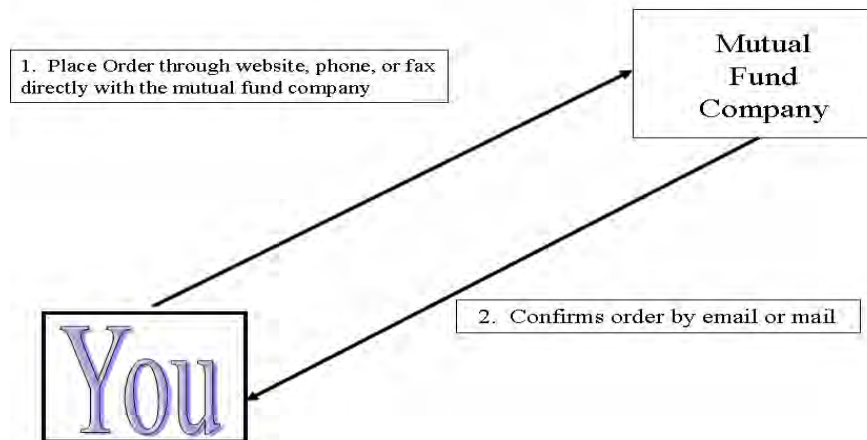 1. Place Order through website, phone, or fax
directly with the mutual fund company
Mutual
Fund
Company
2. Confirms order by email or mail
You